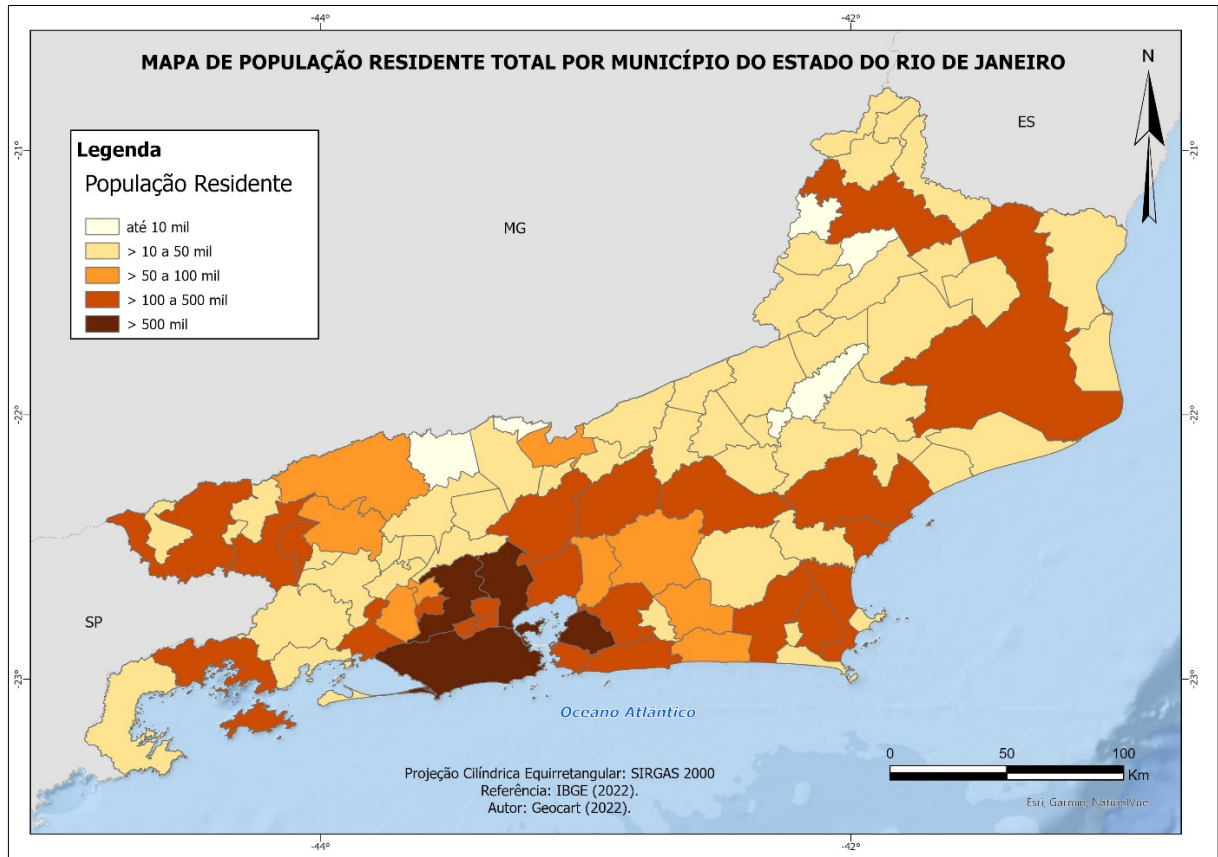 -44°
-42°
MAPA DE POPULAÇÃO RESIDENTE TOTAL POR MUNICÍPIO DO ESTADO DO RIO DE JANEIRO
N
ES
-21°
-21°
Legenda
População Residente
até 10 mil
> 10 a 50 mil
> 50 a 100 mil
> 100 a 500 mil
> 500 mil
MG
-22°
-22°
SP
-23°
-23°
Oceano Atlântico
0 50 100
Km
Projeção Cilíndrica Equirretangular: SIRGAS 2000
Referência: IBGE (2022).
Autor: Geocart (2022).
Esri, Garmin, NaturalVue
-44°
-42°